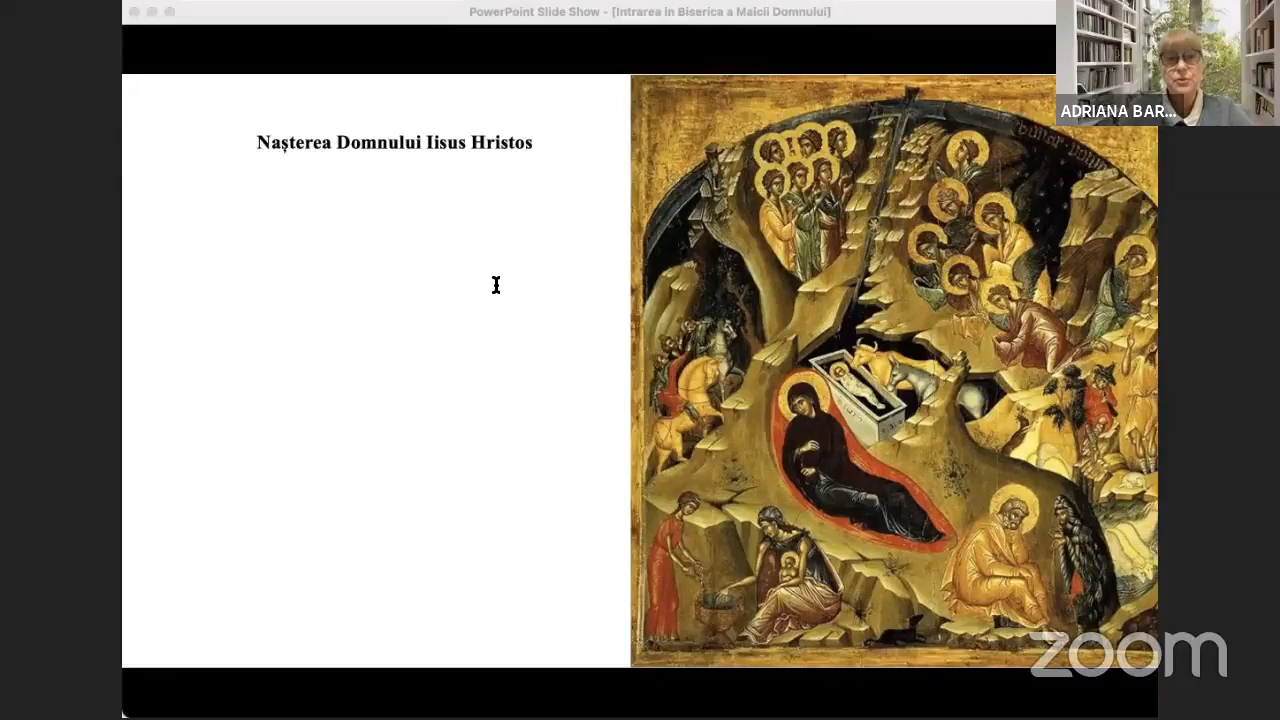 PowerPoint Slide Show - [Intrarea in Biserica a Maicii Domnului]
ADRIANA BAR...
Nașterea Domnului Iisus Hristos
zoom